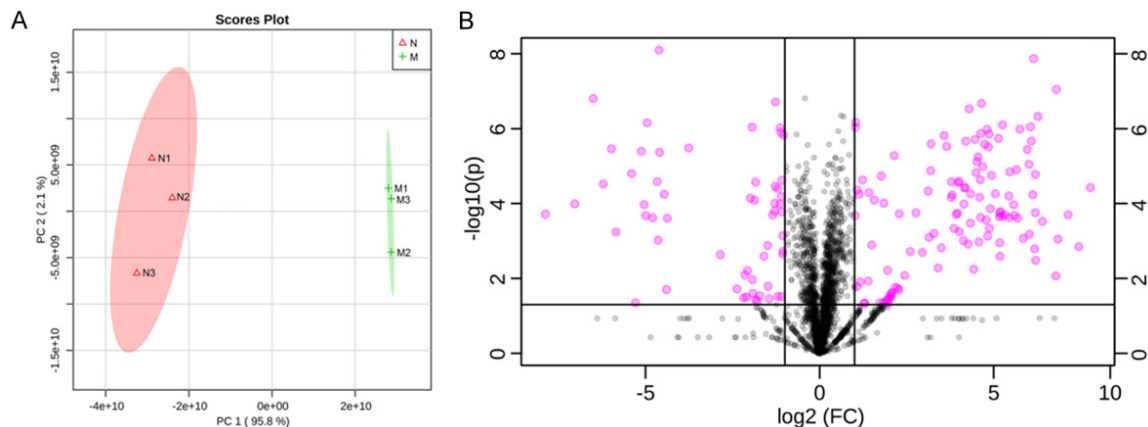 A
Scores Plot
N
M
PC 2 ( 2.1 %)
1.5e+10
5.0e+09
-5.0e+09
-1.5e+10
N1
N2
N3
M1
M3
M2
-4e+10
-2e+10
0e+00
2e+10
PC 1 ( 95.8 %)
B
-log10(p)
8
6
4
2
0
8
6
4
2
0
-5
0
5
10
log2 (FC)